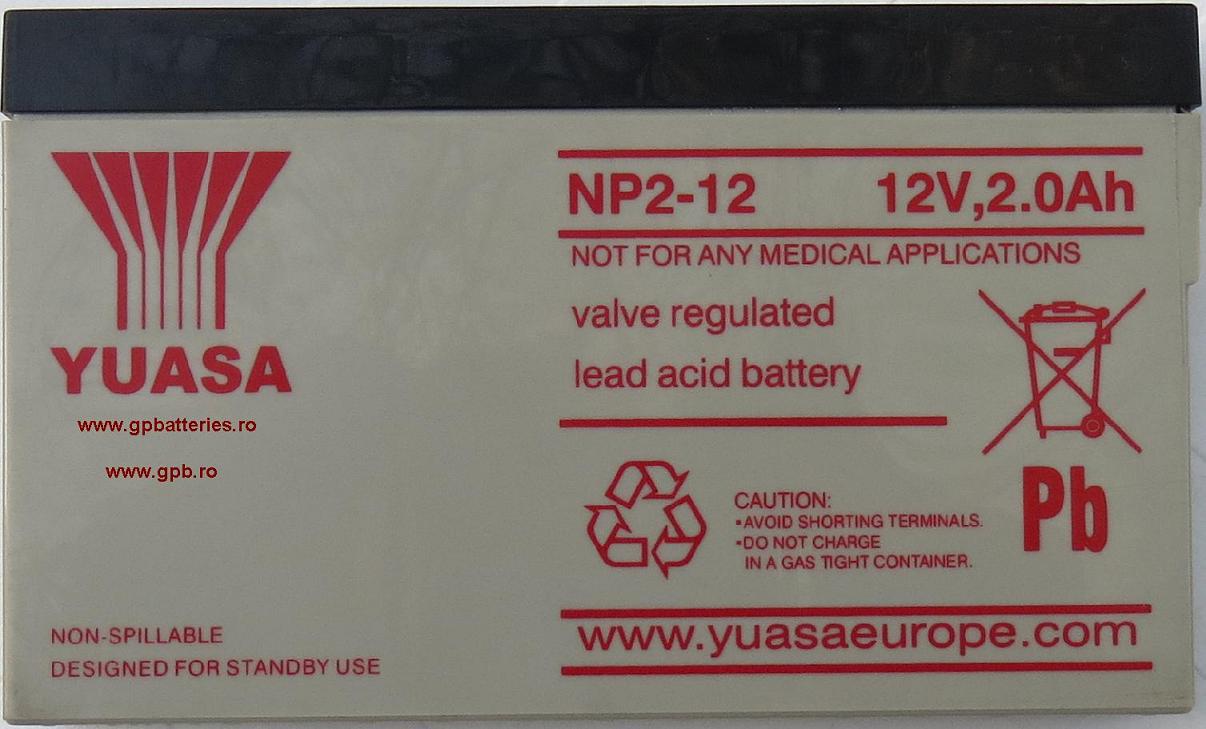 YUASA
www.gpbatteries.ro
www.gpb.ro
NON-SPILLABLE
DESIGNED FOR STANDBY USE
NP2-12 12V,2.0Ah
NOT FOR ANY MEDICAL APPLICATIONS
valve regulated
lead acid battery
CAUTION:
•AVOID SHORTING TERMINALS.
•DO NOT CHARGE
IN A GAS TIGHT CONTAINER.
Pb
www.yuasaeurope.com